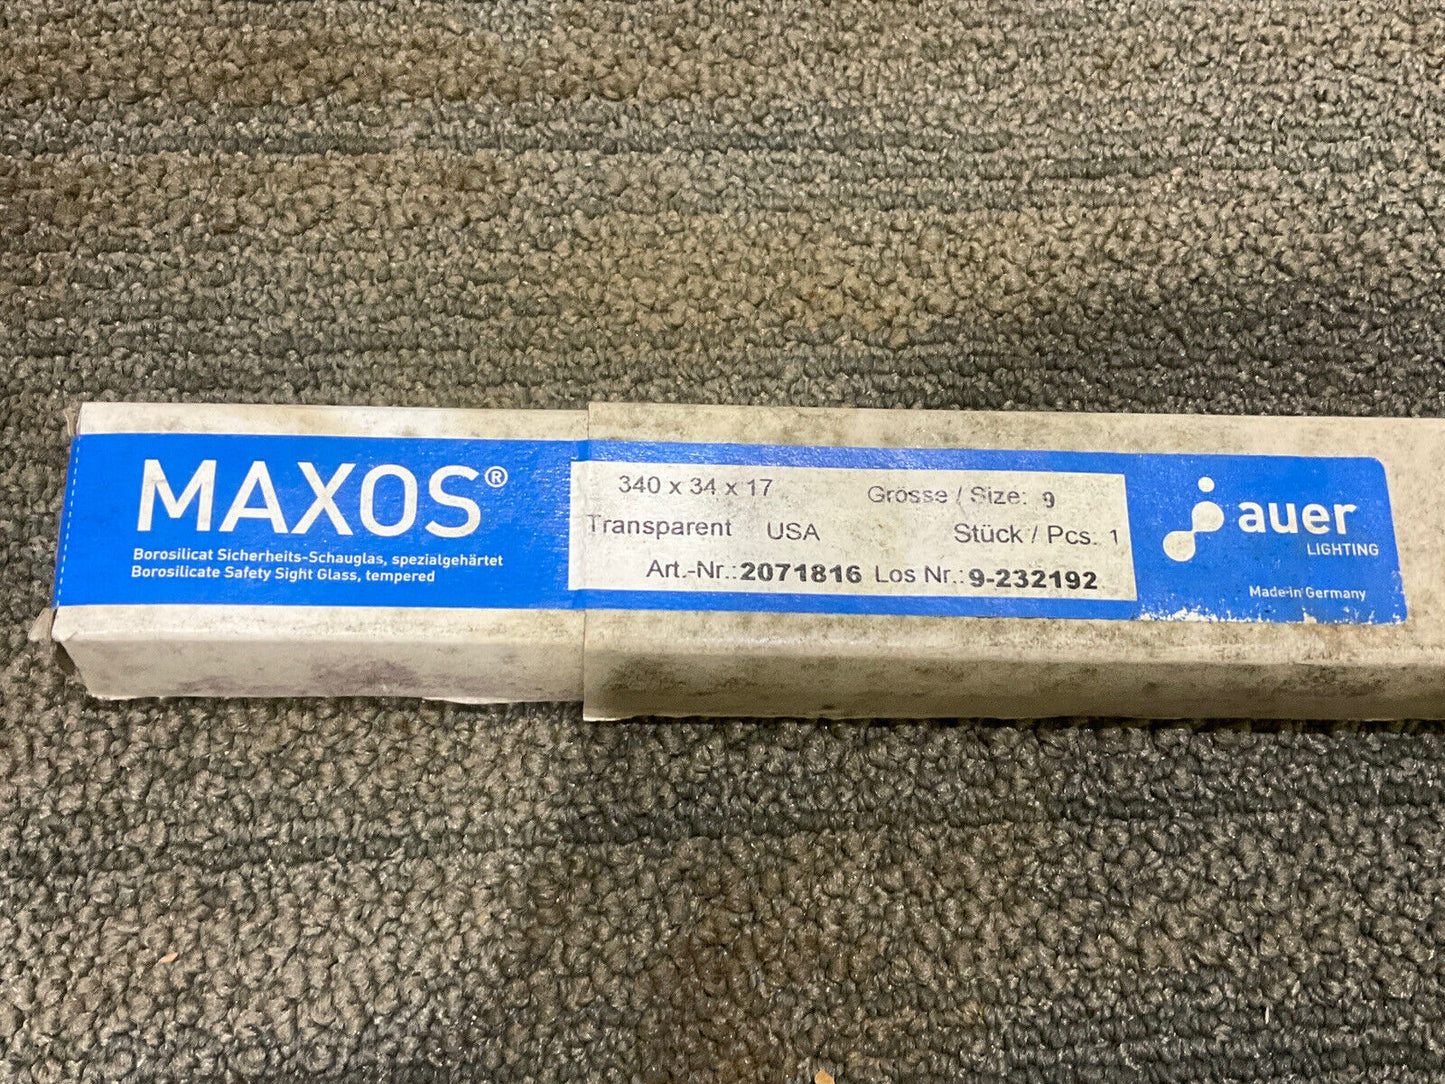 MAXOS®
Borosilicat Sicherheits-Schauglas, spezialgehärtet
Borosilicate Safety Sight Glass, tempered
340 x 34 x 17 Grösse / Size: 9
Transparent USA Stück / Pcs. 1
Art.-Nr.:2071816 Los Nr.:9-232192
auer
LIGHTING
Made in Germany